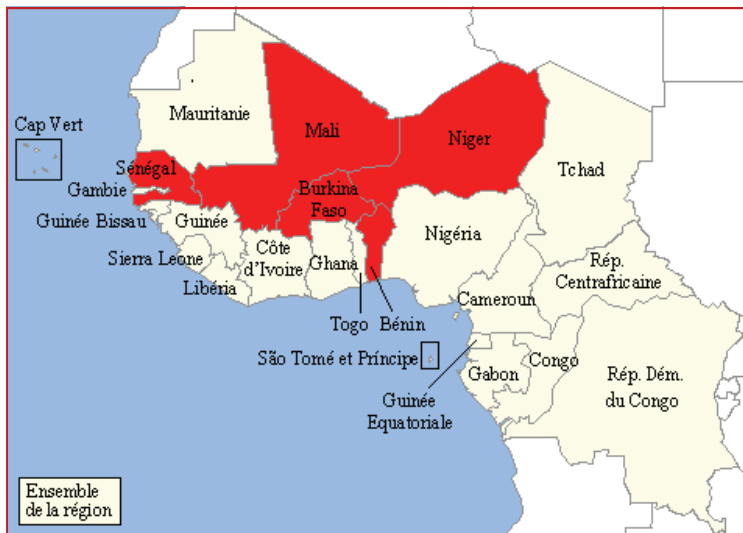 Mauritanie
Mali
Niger
Cap Vert
Tchad
Sénégal
Gambie
Burkina
Faso
Guinée Bissau
Guinée
Nigéria
Sierra Leone
Côte
d'Ivoire
Ghana
Rép.
Centrafricaine
Libéria
Cameroun
Togo
Bénin
São Tomé et Príncipe
Congo
Gabon
Rép. Dém.
du Congo
Guinée
Equatoriale
Ensemble
de la région